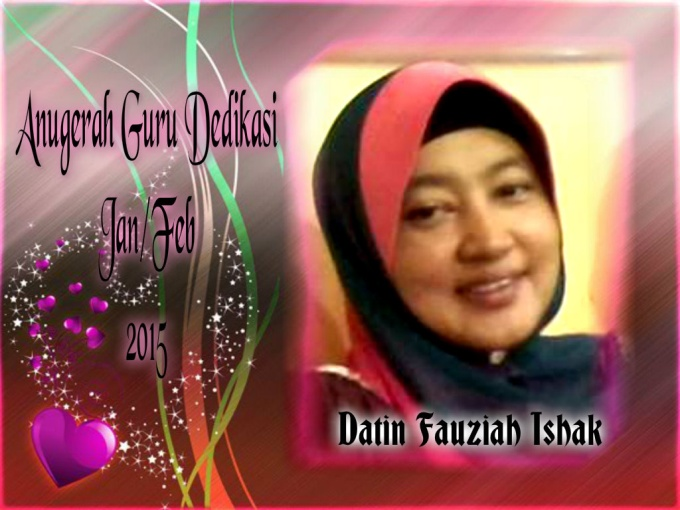 Anugerah Guru Dedikasi
Jan/Feb
2015
Datin Fauziah Ishak